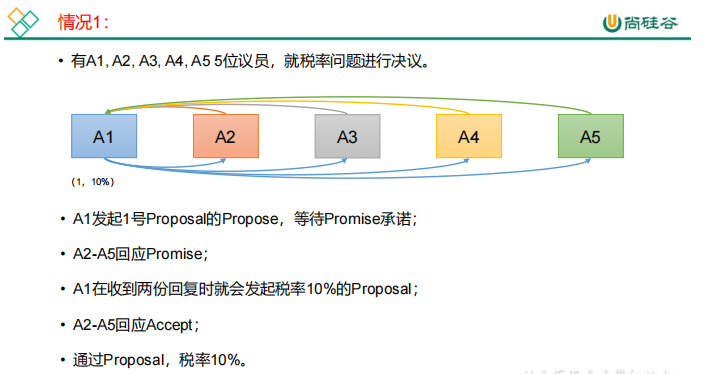 情况1：
尚硅谷
• 有A1, A2, A3, A4, A5 5位议员，就税率问题进行决议。
A1 A2 A3 A4 A5
（1，10%）
• A1发起1号Proposal的Propose，等待Promise承诺；
• A2-A5回应Promise；
• A1在收到两份回复时就会发起税率10%的Proposal；
• A2-A5回应Accept；
• 通过Proposal，税率10%。